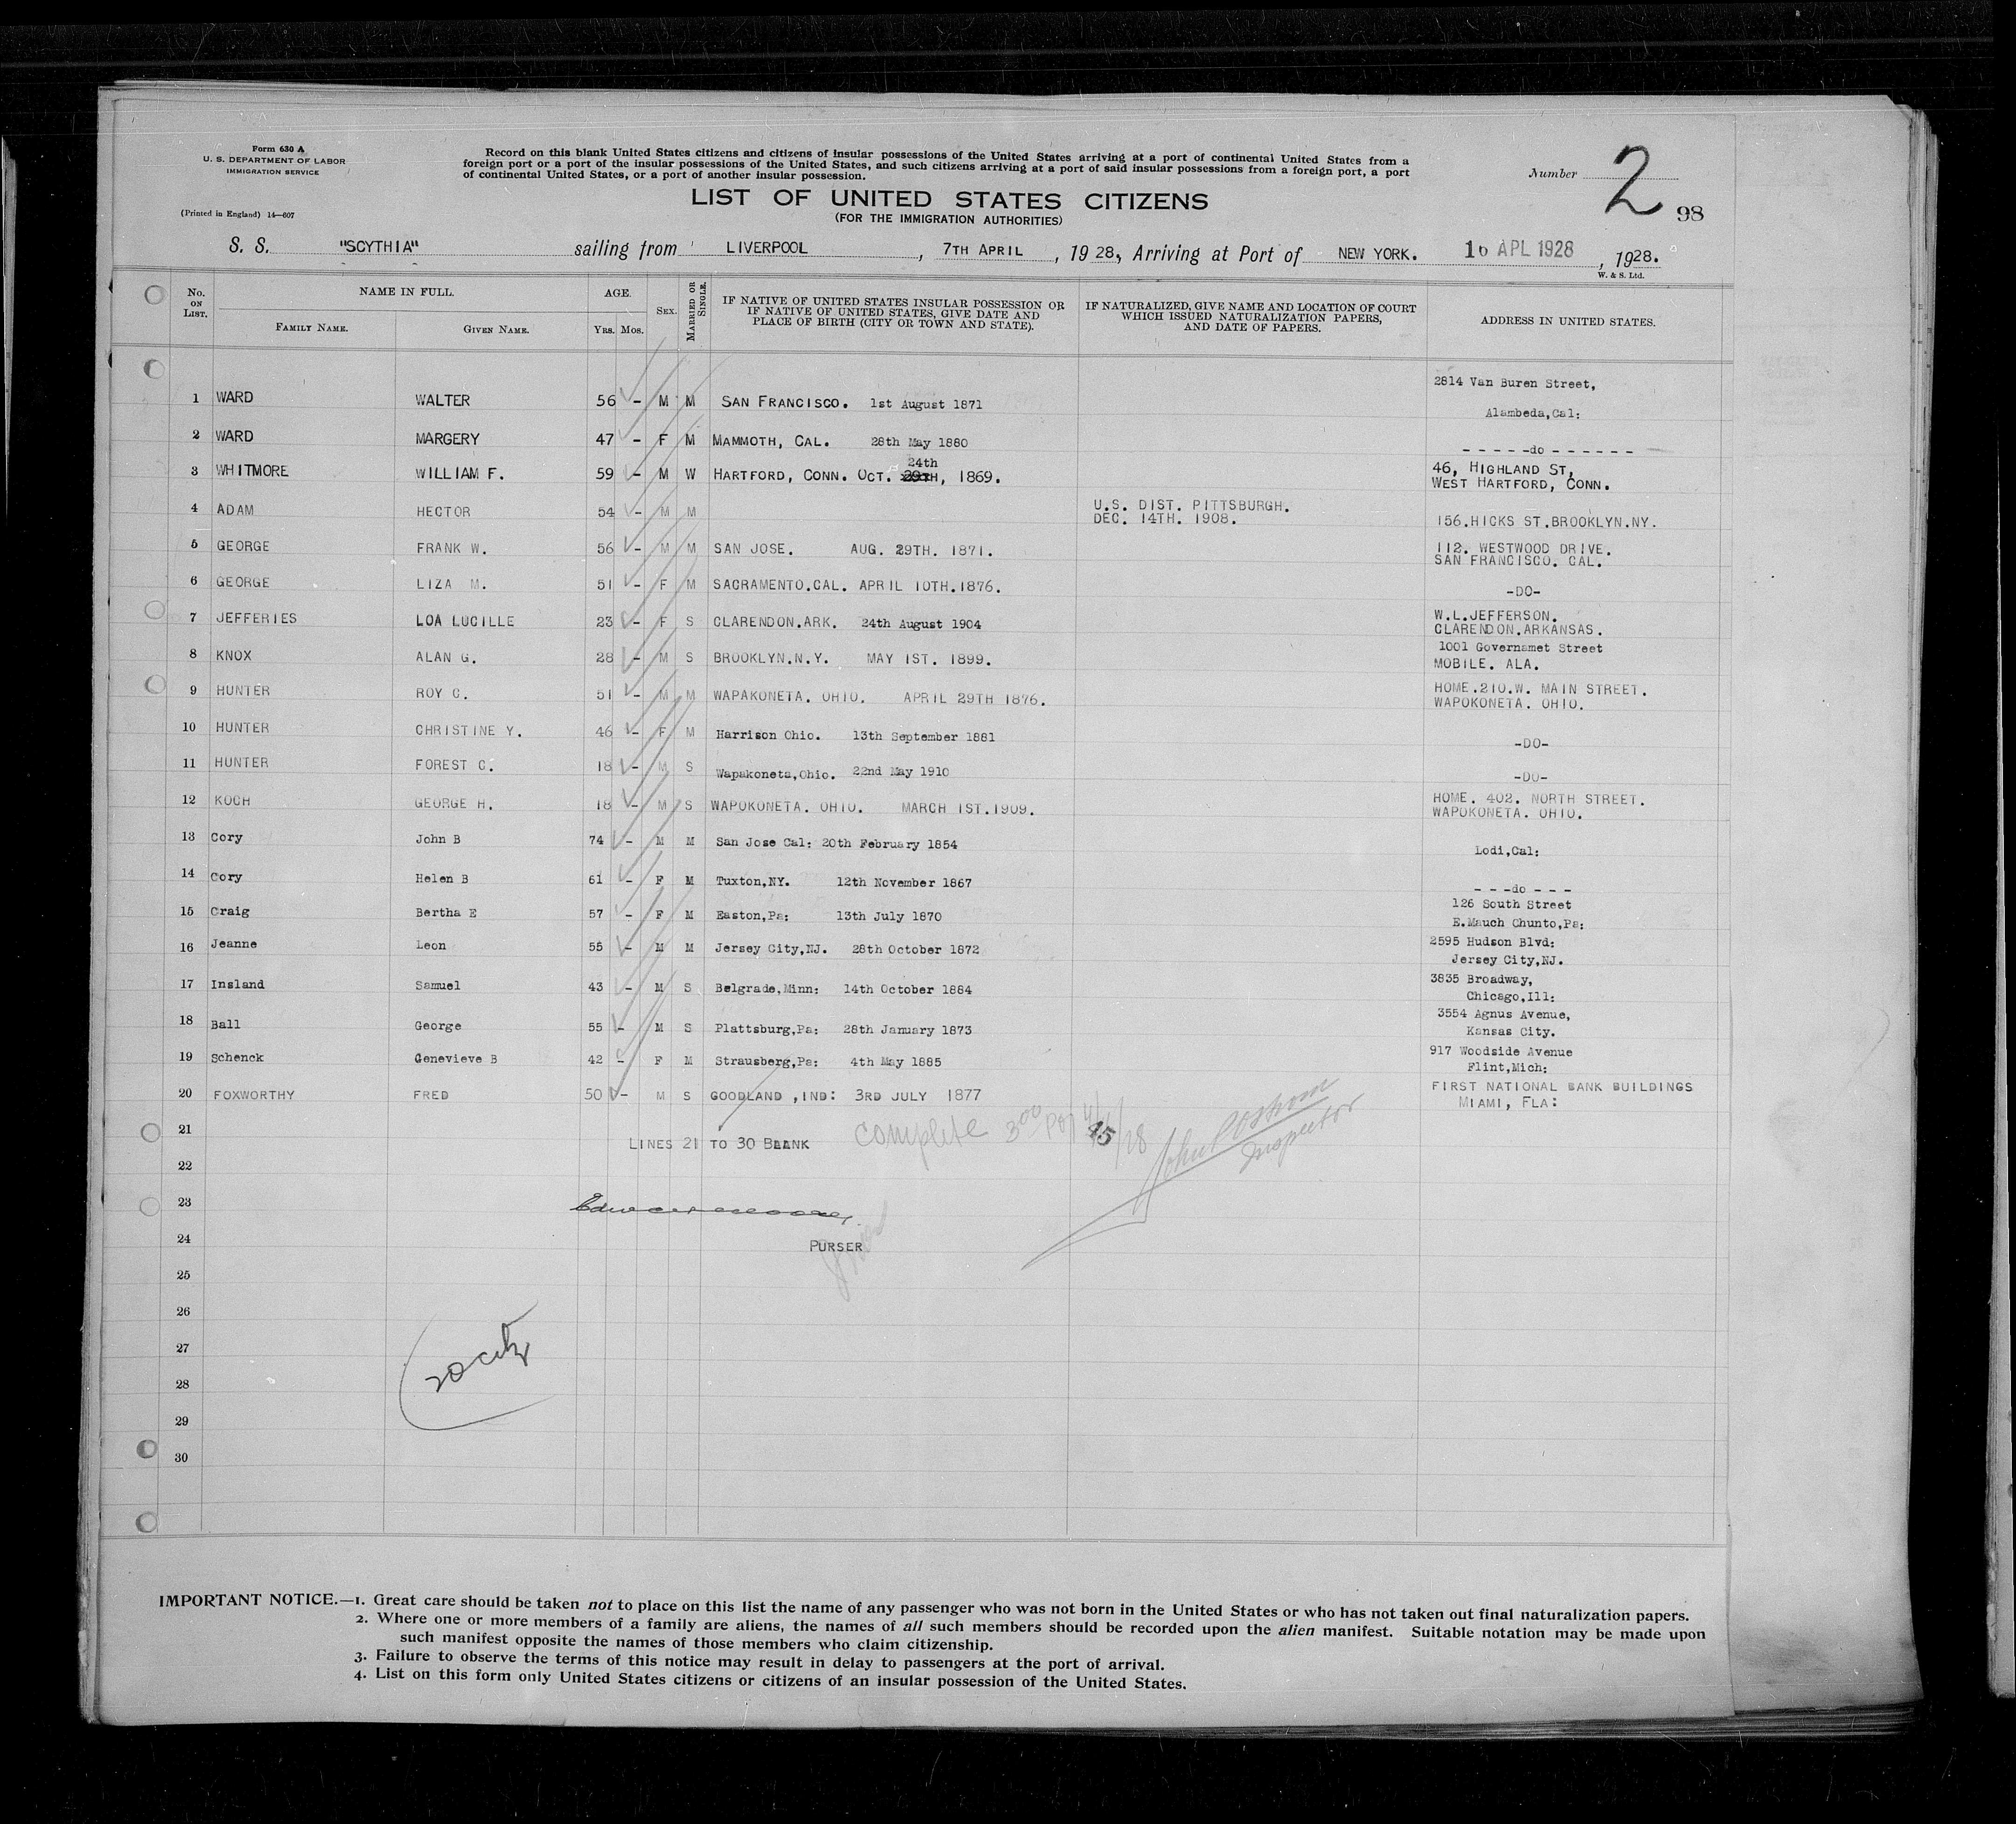 Form 630 A
U. S. DEPARTMENT OF LABOR
IMMIGRATION SERVICE
(Printed in England) 14—607
Record on this blank United States citizens and citizens of insular possessions of the United States arriving at a port of continental United States from a
foreign port or a port of the insular possessions of the United States, and such citizens arriving at a port of said insular possessions from a foreign port, a port
of continental United States, or a port of another insular possession.
Number 2
98
LIST OF UNITED STATES CITIZENS
(FOR THE IMMIGRATION AUTHORITIES)
S. S. "SCYTHIA" sailing from LIVERPOOL, 7TH APRIL, 1928, Arriving at Port of NEW YORK. 16 APL 1928, 1928.
W. & S. Ltd.
No. ON LIST. NAME IN FULL. FAMILY NAME. GIVEN NAME. AGE. Yrs. Mos. SEX. MARRIED OR SINGLE. IF NATIVE OF UNITED STATES INSULAR POSSESSION OR IF NATIVE OF UNITED STATES, GIVE DATE AND PLACE OF BIRTH (CITY OR TOWN AND STATE). IF NATURALIZED, GIVE NAME AND LOCATION OF COURT WHICH ISSUED NATURALIZATION PAPERS, AND DATE OF PAPERS. ADDRESS IN UNITED STATES.
1 WARD WALTER 56 – M M SAN FRANCISCO. 1st August 1871 2814 Van Buren Street, Alambeda,Cal:
2 WARD MARGERY 47 – F M MAMMOTH, CAL. 28th May 1880 - - - - -do - - - - - -
3 WHITMORE WILLIAM F. 59 – M W HARTFORD, CONN. OCT. 29TH 24th, 1869. 46, HIGHLAND ST, WEST HARTFORD, CONN.
4 ADAM HECTOR 54 – M M U.S. DIST. PITTSBURGH. DEC. 14TH. 1908. 156.HICKS ST.BROOKLYN.NY.
5 GEORGE FRANK W. 56 – M M SAN JOSE. AUG. 29TH. 1871. 112. WESTWOOD DRIVE. SAN FRANCISCO. CAL.
6 GEORGE LIZA M. 51 – F M SACRAMENTO.CAL. APRIL 10TH.1876. -DO-
7 JEFFERIES LOA LUCILLE 23 – F S CLARENDON.ARK. 24th August 1904 W.L.JEFFERSON. CLARENDON.ARKANSAS.
8 KNOX ALAN G. 28 – M S BROOKLYN.N.Y. MAY 1ST. 1899. 1001 Governamet Street MOBILE. ALA.
9 HUNTER ROY C. 51 – M M WAPAKONETA. OHIO. APRIL 29TH 1876. HOME.210.W. MAIN STREET. WAPOKONETA. OHIO.
10 HUNTER CHRISTINE Y. 46 – F M Harrison Ohio. 13th September 1881 -DO-
11 HUNTER FOREST C. 18 – M S Wapakoneta,Ohio. 22nd May 1910 -DO-
12 KOCH GEORGE H. 18 – M S WAPOKONETA. OHIO. MARCH 1ST.1909. HOME. 402. NORTH STREET. WAPOKONETA. OHIO.
13 Cory John B 74 – M M San Jose Cal: 20th February 1854 Lodi,Cal:
14 Cory Helen B 61 – F M Tuxton,NY. 12th November 1867 - - -do - - -
15 Craig Bertha E 57 – F M Easton,Pa: 13th July 1870 126 South Street E.Mauch Chunto,Pa:
16 Jeanne Leon 55 – M M Jersey City,NJ. 28th October 1872 2595 Hudson Blvd: Jersey City,NJ.
17 Insland Samuel 43 – M S Belgrade,Minn: 14th October 1884 3835 Broadway, Chicago,Ill:
18 Ball George 55 – M S Plattsburg,Pa: 28th January 1873 3554 Agnus Avenue, Kansas City.
19 Schenck Genevieve B 42 – F M Strausberg,Pa: 4th May 1885 917 Woodside Avenue Flint,Mich:
20 FOXWORTHY FRED 50 – M S GOODLAND ,IND: 3RD JULY 1877 FIRST NATIONAL BANK BUILDINGS MIAMI, FLA:
21 LINES 21 TO 30 BLANK Complete 45
Inspector
22
23
24 PURSER
25
26
27
28
29
30
IMPORTANT NOTICE.—1. Great care should be taken not to place on this list the name of any passenger who was not born in the United States or who has not taken out final naturalization papers.
2. Where one or more members of a family are aliens, the names of all such members should be recorded upon the alien manifest. Suitable notation may be made upon
such manifest opposite the names of those members who claim citizenship.
3. Failure to observe the terms of this notice may result in delay to passengers at the port of arrival.
4. List on this form only United States citizens or citizens of an insular possession of the United States.